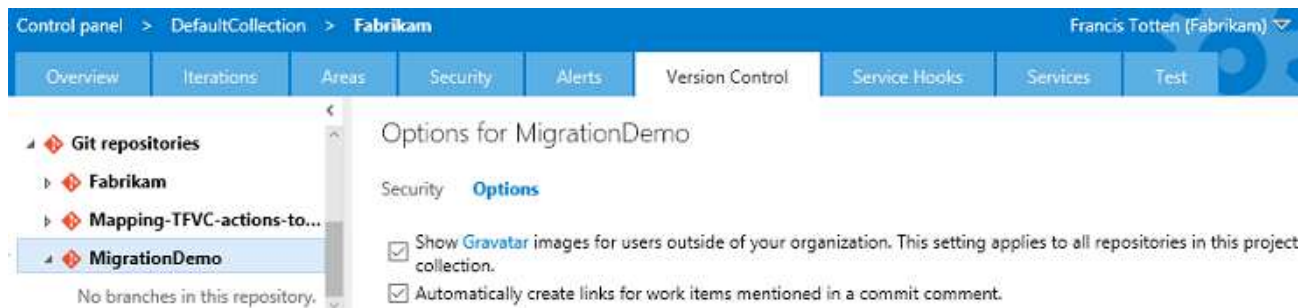 Control panel > DefaultCollection > Fabrikam
Francis Totten (Fabrikam)
Overview Iterations Areas Security Alerts Version Control Service Hooks Services Test
Git repositories
Fabrikam
Mapping-TFVC-actions-to...
MigrationDemo
No branches in this repository.
Options for MigrationDemo
Security Options
Show Gravatar images for users outside of your organization. This setting applies to all repositories in this project
collection.
Automatically create links for work items mentioned in a commit comment.